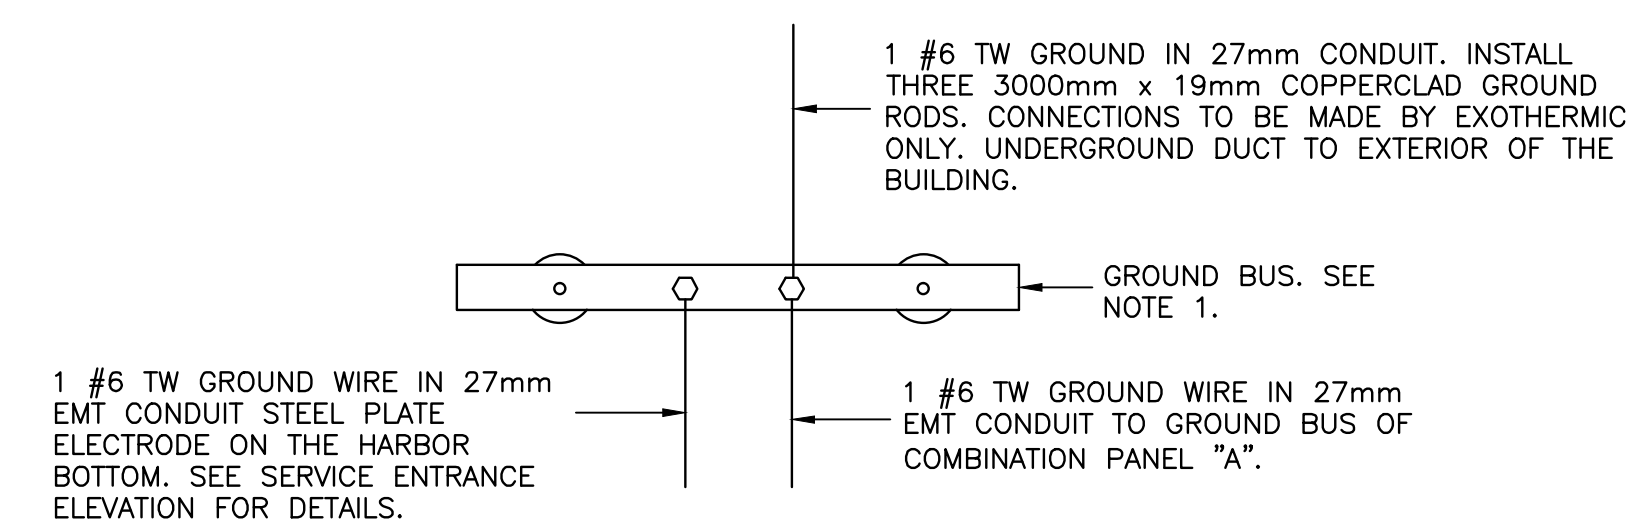 1 #6 TW GROUND IN 27mm CONDUIT. INSTALL
THREE 3000mm x 19mm COPPERCLAD GROUND
RODS. CONNECTIONS TO BE MADE BY EXOTHERMIC
ONLY. UNDERGROUND DUCT TO EXTERIOR OF THE
BUILDING.
GROUND BUS. SEE
NOTE 1.
1 #6 TW GROUND WIRE IN 27mm
EMT CONDUIT STEEL PLATE
ELECTRODE ON THE HARBOR
BOTTOM. SEE SERVICE ENTRANCE
ELEVATION FOR DETAILS.
1 #6 TW GROUND WIRE IN 27mm
EMT CONDUIT TO GROUND BUS OF
COMBINATION PANEL "A".